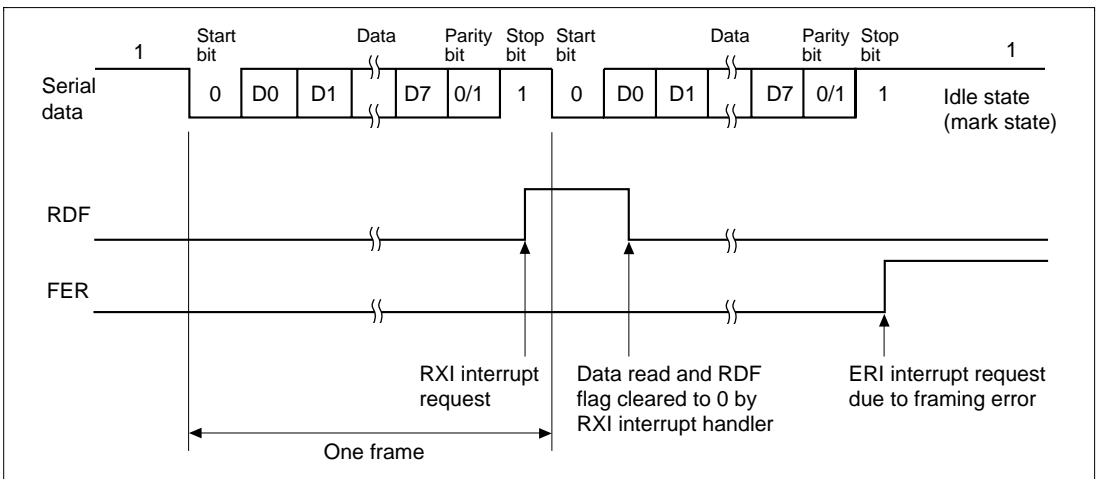 1
Start bit
Data
Parity bit
Stop bit
Start bit
Data
Parity bit
Stop bit
1
Serial data
0
D0
D1
D7
0/1
1
0
D0
D1
D7
0/1
1
Idle state
(mark state)
RDF
FER
RXI interrupt
request
Data read and RDF
flag cleared to 0 by
RXI interrupt handler
ERI interrupt request
due to framing error
One frame